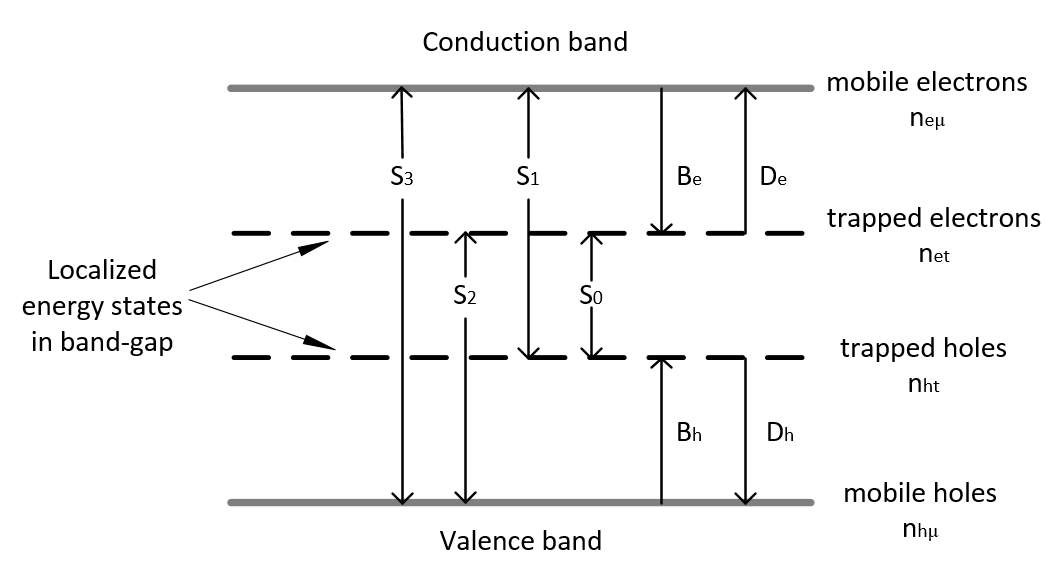 Conduction band
mobile electrons
neμ
S3
S1
Be
De
trapped electrons
net
Localized
energy states
in band-gap
S2
S0
trapped holes
nht
Bh
Dh
mobile holes
nhμ
Valence band